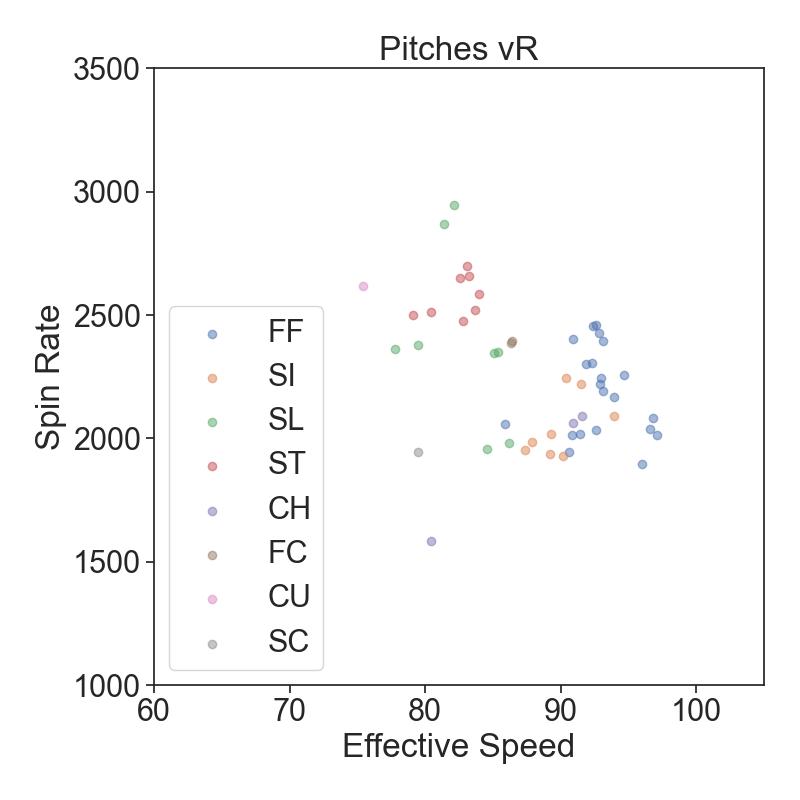 Pitches vR
3500
3000
2500
2000
1500
1000
Spin Rate
FF
SI
SL
ST
CH
FC
CU
SC
60 70 80 90 100
Effective Speed